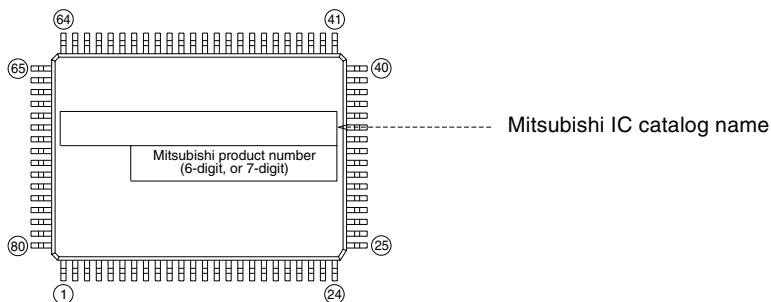 64 41
65 40
Mitsubishi IC catalog name
Mitsubishi product number
(6-digit, or 7-digit)
80 25
1 24